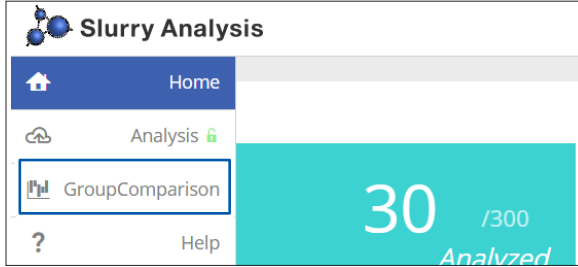 Slurry Analysis
Home
Analysis
GroupComparison
30 /300
? Help
Analyzed